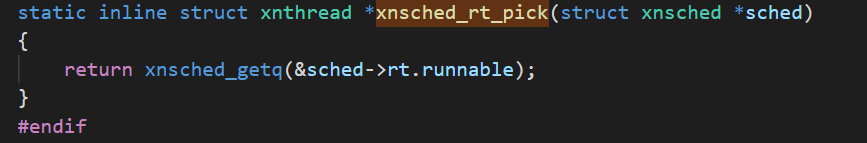 static inline struct xnthread *xnsched_rt_pick(struct xnsched *sched)
{
    return xnsched_getq(&sched->rt.runnable);
}
#endif